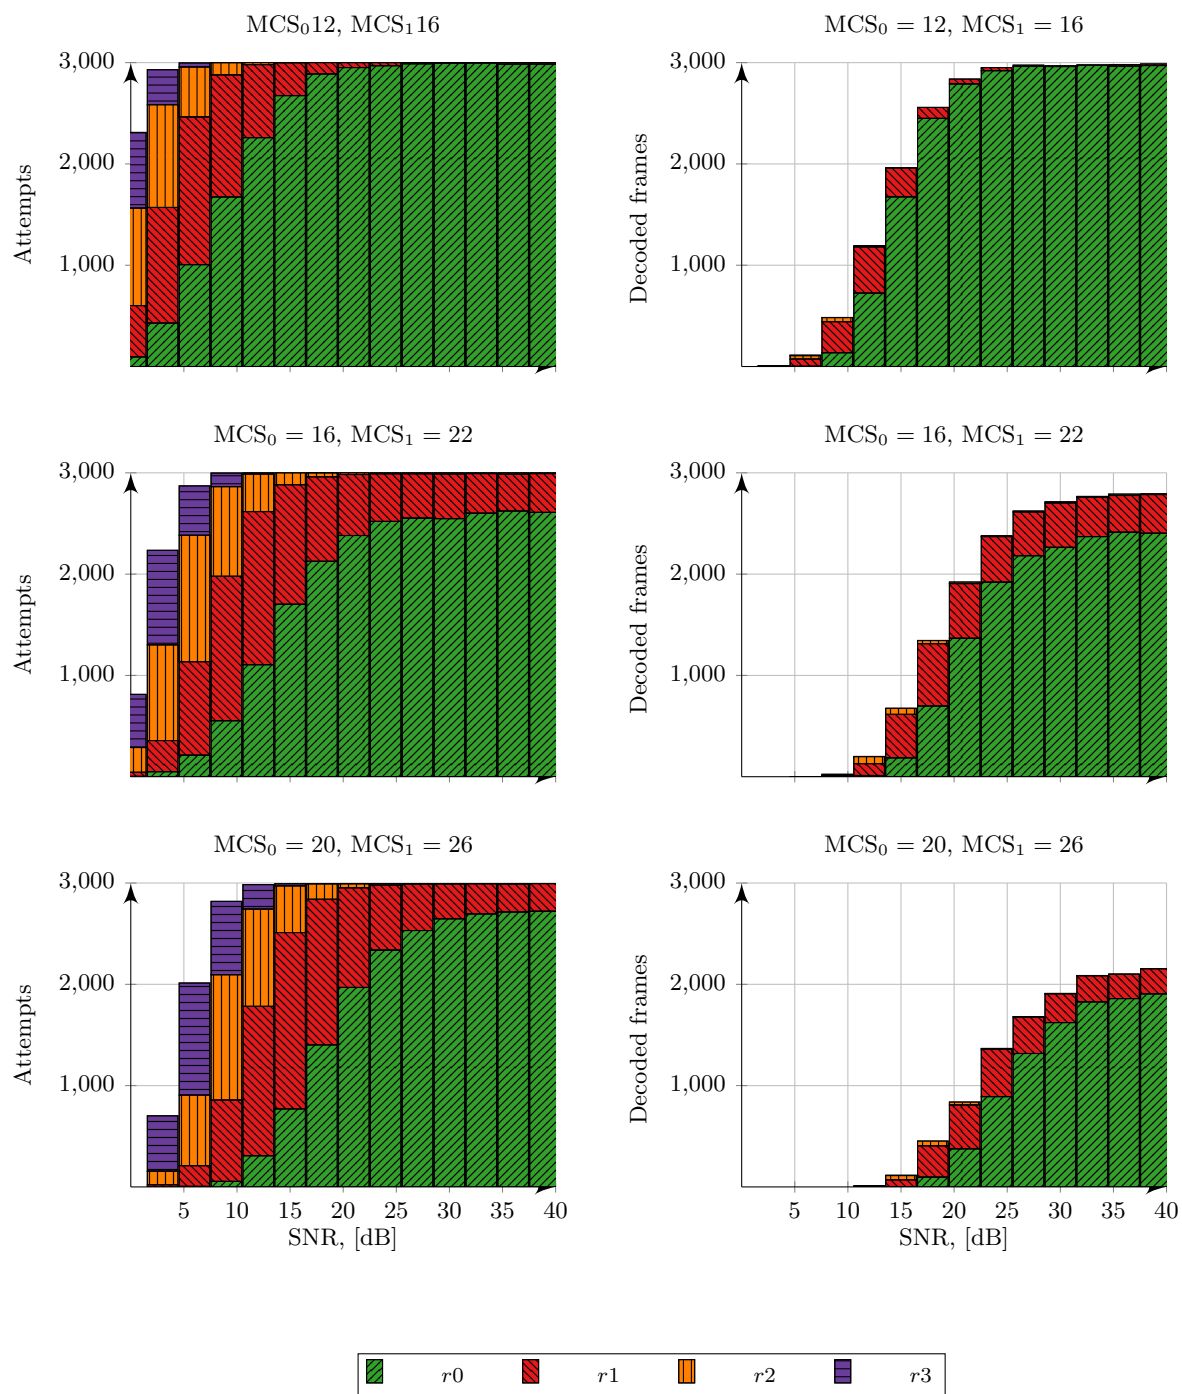 MCS₀12, MCS₁16
MCS₀ = 12, MCS₁ = 16
3,000
2,000
1,000
Attempts
3,000
2,000
1,000
Decoded frames
MCS₀ = 16, MCS₁ = 22
MCS₀ = 16, MCS₁ = 22
3,000
2,000
1,000
Attempts
3,000
2,000
1,000
Decoded frames
MCS₀ = 20, MCS₁ = 26
MCS₀ = 20, MCS₁ = 26
3,000
2,000
1,000
Attempts
5 10 15 20 25 30 35 40
SNR, [dB]
3,000
2,000
1,000
Decoded frames
5 10 15 20 25 30 35 40
SNR, [dB]
r0 r1 r2 r3